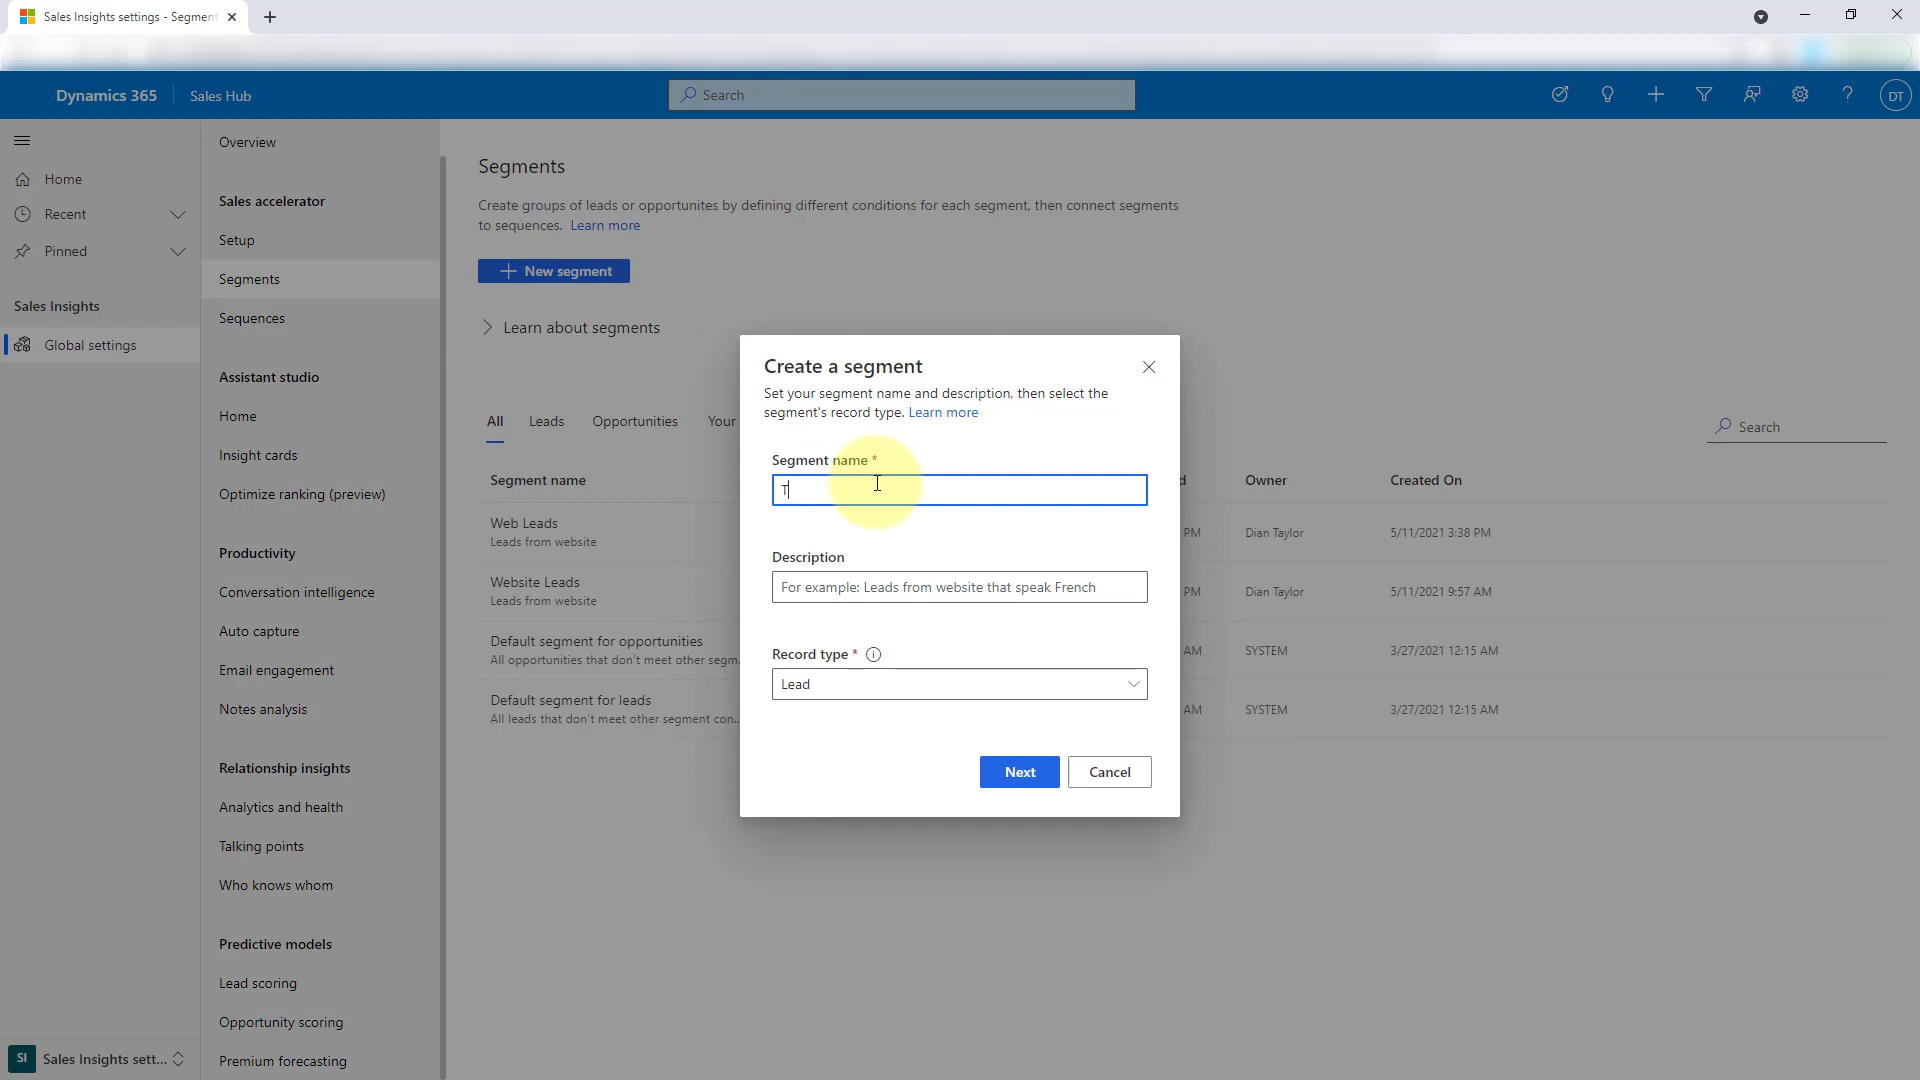 Sales Insights settings - Segment
Dynamics 365
Sales Hub
Search
DT
Home
Recent
Pinned
Sales Insights
Global settings
SI
Sales Insights sett...
Overview
Sales accelerator
Setup
Segments
Sequences
Assistant studio
Home
Insight cards
Optimize ranking (preview)
Productivity
Conversation intelligence
Auto capture
Email engagement
Notes analysis
Relationship insights
Analytics and health
Talking points
Who knows whom
Predictive models
Lead scoring
Opportunity scoring
Premium forecasting
Segments
Create groups of leads or opportunites by defining different conditions for each segment, then connect segments
to sequences. Learn more
New segment
Learn about segments
All Leads Opportunities Your
Search
Segment name
d Owner Created On
Web Leads
Leads from website
PM Dian Taylor 5/11/2021 3:38 PM
Website Leads
Leads from website
PM Dian Taylor 5/11/2021 9:57 AM
Default segment for opportunities
All opportunities that don't meet other segm...
AM SYSTEM 3/27/2021 12:15 AM
Default segment for leads
All leads that don't meet other segment con...
AM SYSTEM 3/27/2021 12:15 AM
Create a segment
Set your segment name and description, then select the
segment's record type. Learn more
Segment name *
T
Description
For example: Leads from website that speak French
Record type *
Lead
Next
Cancel